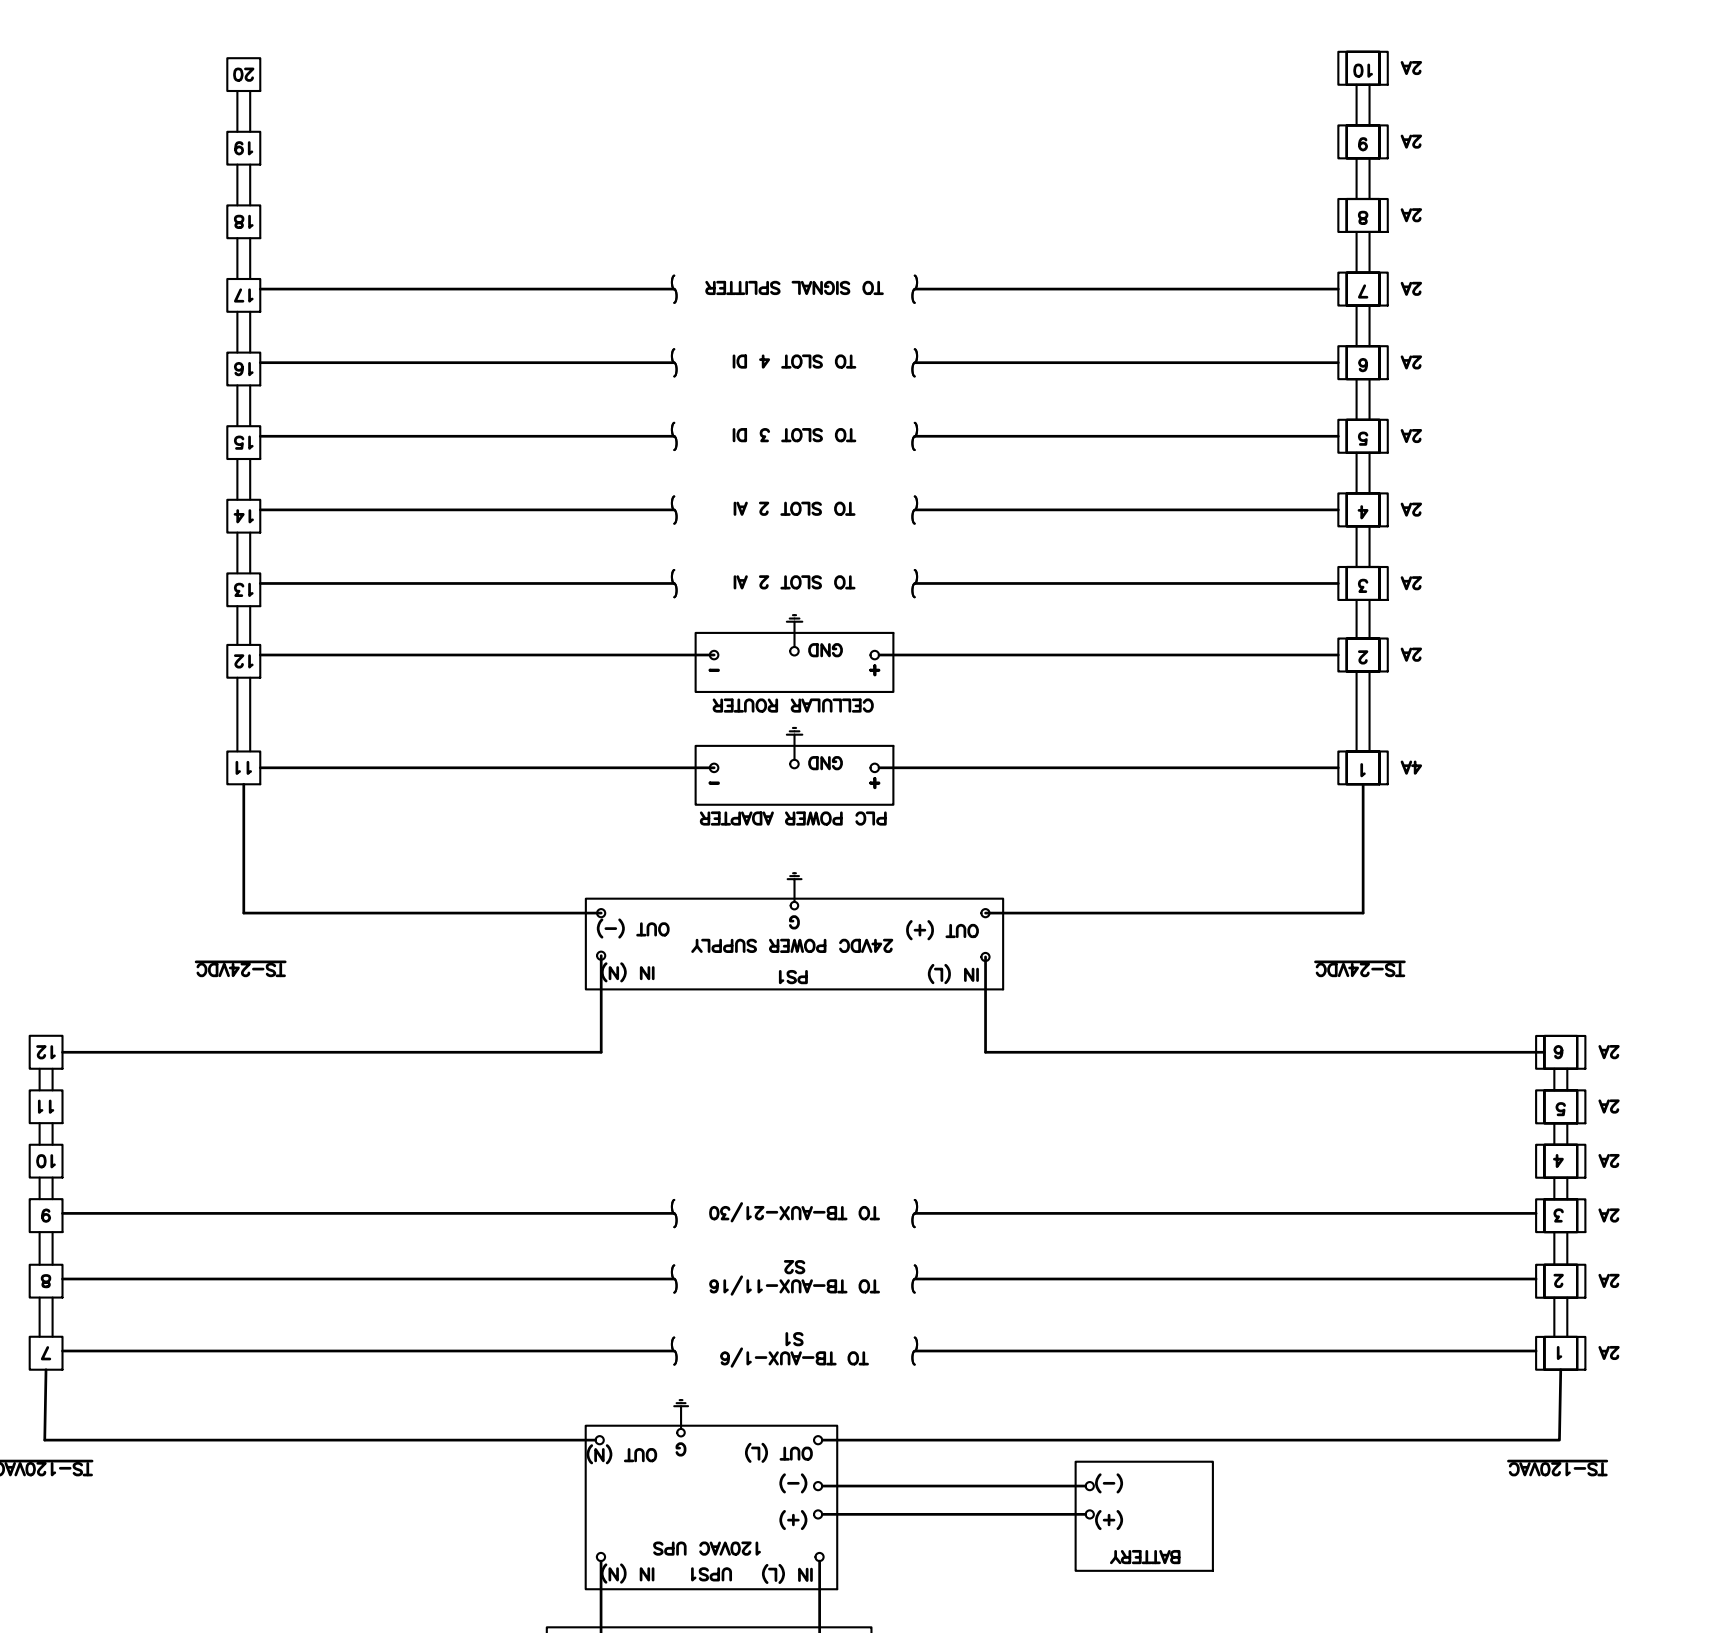 IN (L) UPS1 IN (N)
BATTERY
120VAC UPS
(+) (+)
(-) (-)
TS-120VAC
OUT (L) G OUT (N)
TS-120VAC
2A 1 TO TB-AUX-1/6 7
S1
2A 2 TO TB-AUX-11/16 8
S2
2A 3 TO TB-AUX-21/30 9
2A 4 10
2A 5 11
2A 6 12
TS-24VDC
IN (L) PS1 IN (N)
24VDC POWER SUPPLY
OUT (+) G OUT (-)
TS-24VDC
PLC POWER ADAPTER
4A 1 + GND - 11
CELLULAR ROUTER
2A 2 + GND - 12
2A 3 TO SLOT 2 AI 13
2A 4 TO SLOT 2 AI 14
2A 5 TO SLOT 3 DI 15
2A 6 TO SLOT 4 DI 16
2A 7 TO SIGNAL SPLITTER 17
2A 8 18
2A 9 19
2A 10 20